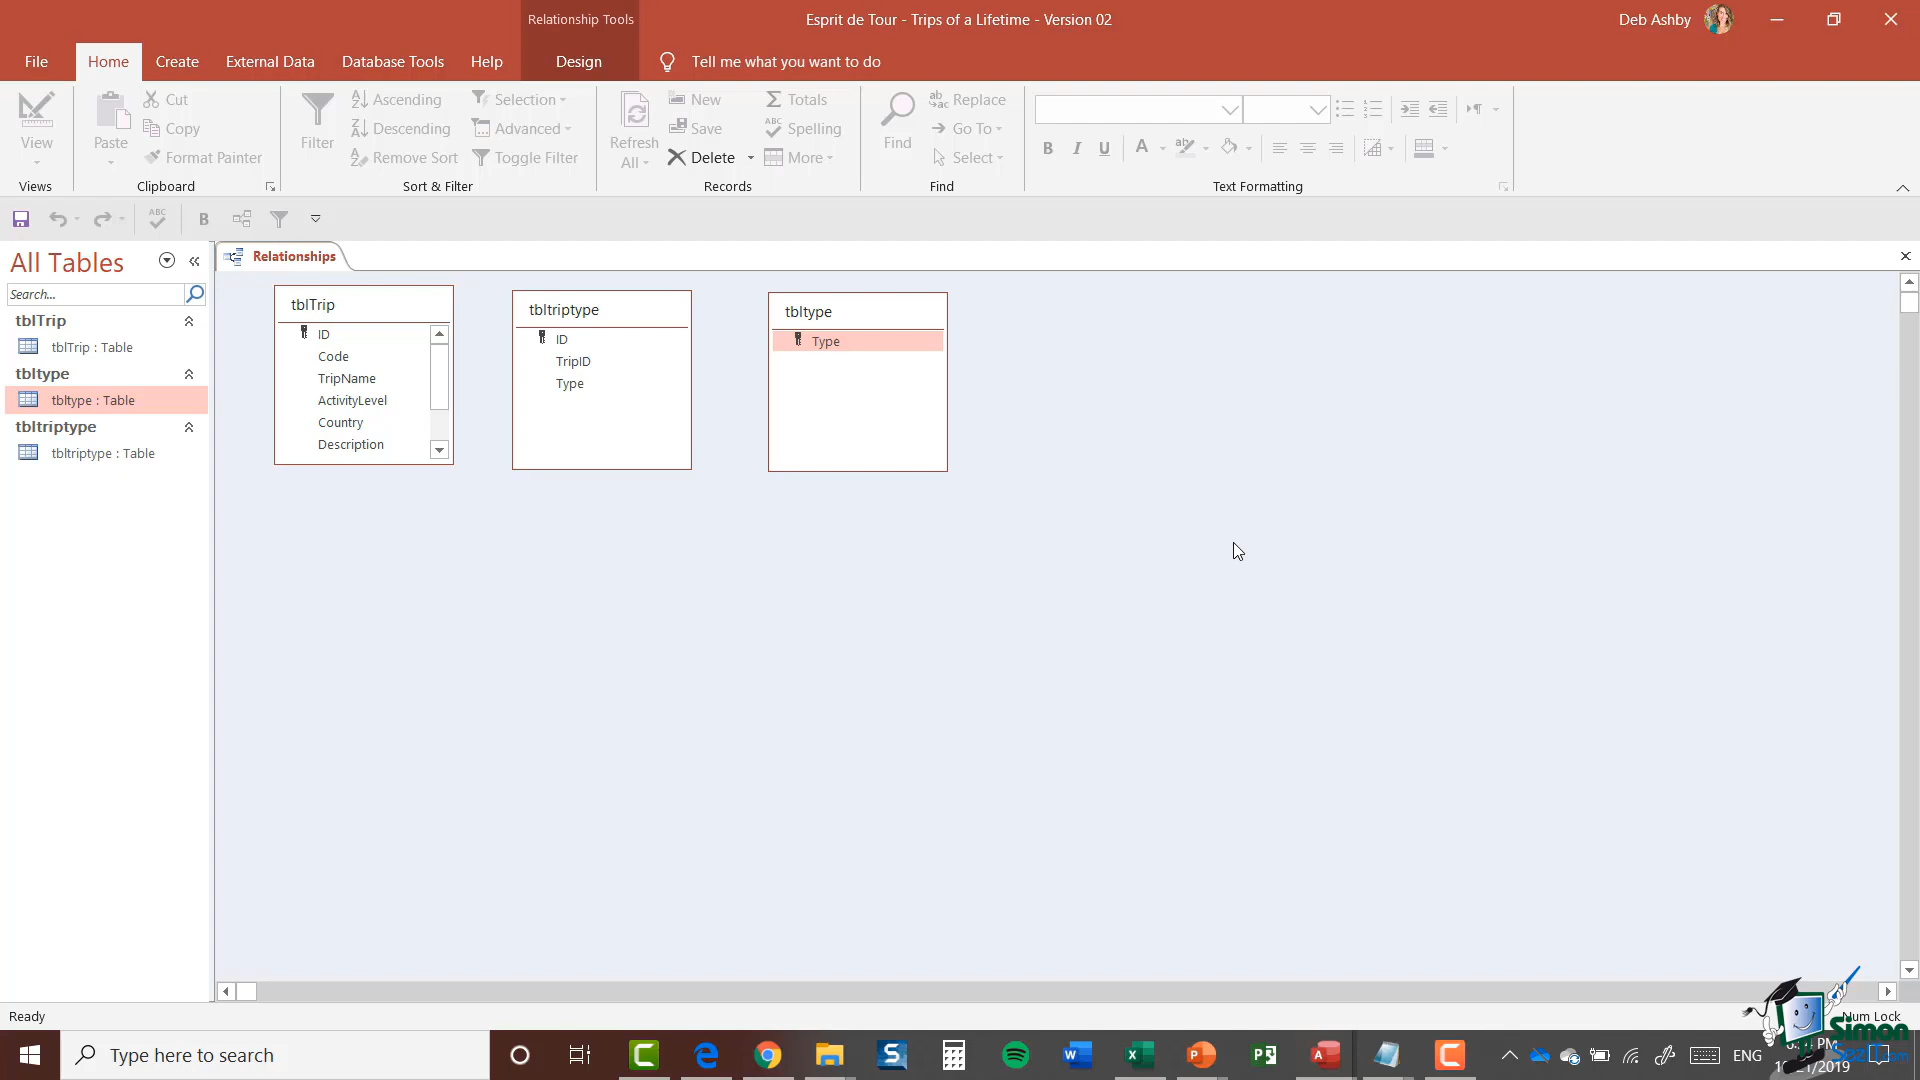 Relationship Tools
Esprit de Tour - Trips of a Lifetime - Version 02
Deb Ashby
File
Home
Create
External Data
Database Tools
Help
Design
Tell me what you want to do
View
Paste
Cut
Copy
Format Painter
Filter
Ascending
Descending
Remove Sort
Selection
Advanced
Toggle Filter
Refresh
All
New
Save
Delete
Totals
Spelling
More
Find
Replace
Go To
Select
B I U
Views
Clipboard
Sort & Filter
Records
Find
Text Formatting
All Tables
Search...
tblTrip
tblTrip : Table
tbltype
tbltype : Table
tbltriptype
tbltriptype : Table
Relationships
tblTrip
ID
Code
TripName
ActivityLevel
Country
Description
tbltriptype
ID
TripID
Type
tbltype
Type
Ready
Num Lock
Type here to search
ENG
Simon